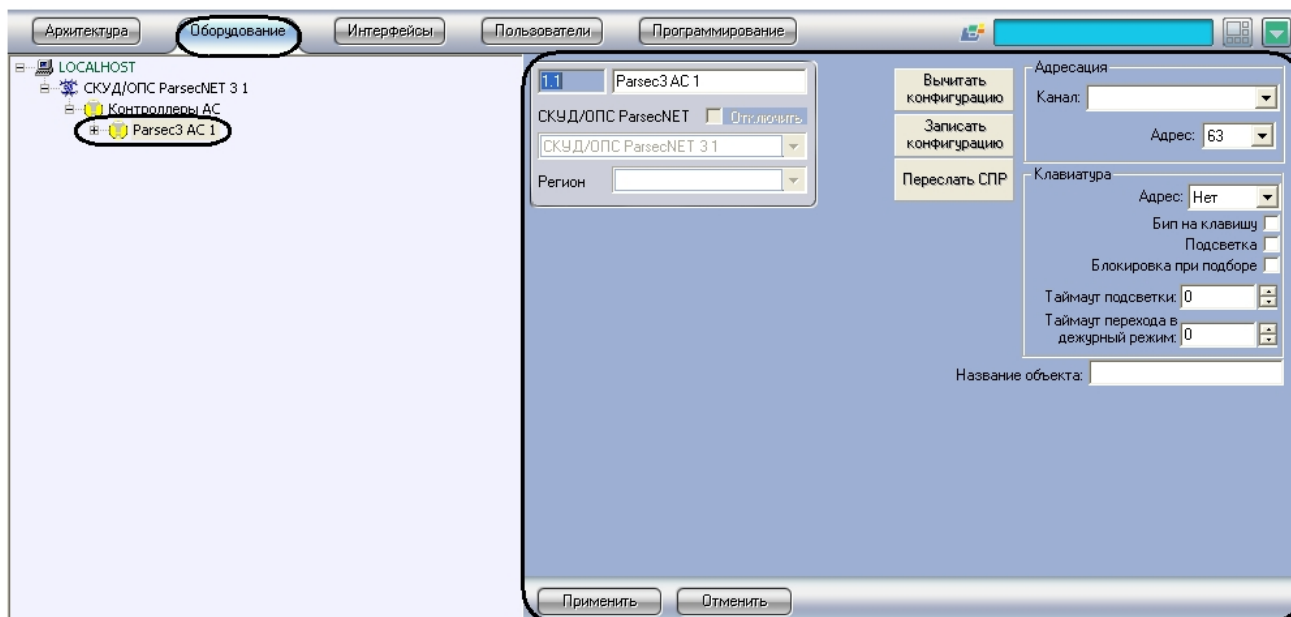 Архитектура
Оборудование
Интерфейсы
Пользователи
Программирование
LOCALHOST
СКУД/ОПС ParsecNET 3 1
Контроллеры АС
Parsec3 AC 1
1.1
Parsec3 AC 1
СКУД/ОПС ParsecNET
Отключить
СКУД/ОПС ParsecNET 3 1
Регион
Вычитать
конфигурацию
Записать
конфигурацию
Переслать СПР
Адресация
Канал:
Адрес: 63
Клавиатура
Адрес: Нет
Бип на клавишу
Подсветка
Блокировка при подборе
Таймаут подсветки: 0
Таймаут перехода в
дежурный режим: 0
Название объекта:
Применить
Отменить